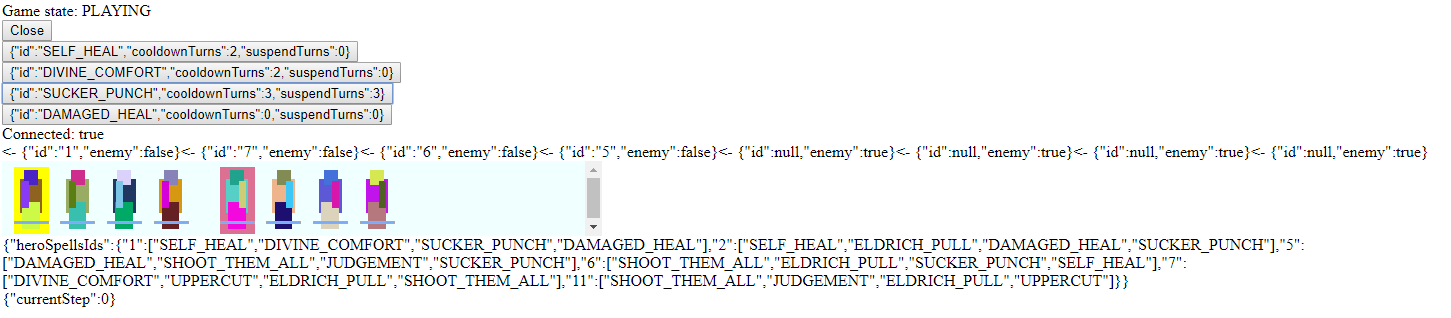 Game state: PLAYING
Close
{"id":"SELF_HEAL","cooldownTurns":2,"suspendTurns":0}
{"id":"DIVINE_COMFORT","cooldownTurns":2,"suspendTurns":0}
{"id":"SUCKER_PUNCH","cooldownTurns":3,"suspendTurns":3}
{"id":"DAMAGED_HEAL","cooldownTurns":0,"suspendTurns":0}
Connected: true
<- {"id":"1","enemy":false}<- {"id":"7","enemy":false}<- {"id":"6","enemy":false}<- {"id":"5","enemy":false}<- {"id":null,"enemy":true}<- {"id":null,"enemy":true}<- {"id":null,"enemy":true}<- {"id":null,"enemy":true}
{"heroSpellsIds":{"1":["SELF_HEAL","DIVINE_COMFORT","SUCKER_PUNCH","DAMAGED_HEAL"],"2":["SELF_HEAL","ELDRICH_PULL","DAMAGED_HEAL","SUCKER_PUNCH"],"5":
["DAMAGED_HEAL","SHOOT_THEM_ALL","JUDGEMENT","SUCKER_PUNCH"],"6":["SHOOT_THEM_ALL","ELDRICH_PULL","SUCKER_PUNCH","SELF_HEAL"],"7":
["DIVINE_COMFORT","UPPERCUT","ELDRICH_PULL","SHOOT_THEM_ALL"],"11":["SHOOT_THEM_ALL","JUDGEMENT","ELDRICH_PULL","UPPERCUT"]}}
{"currentStep":0}